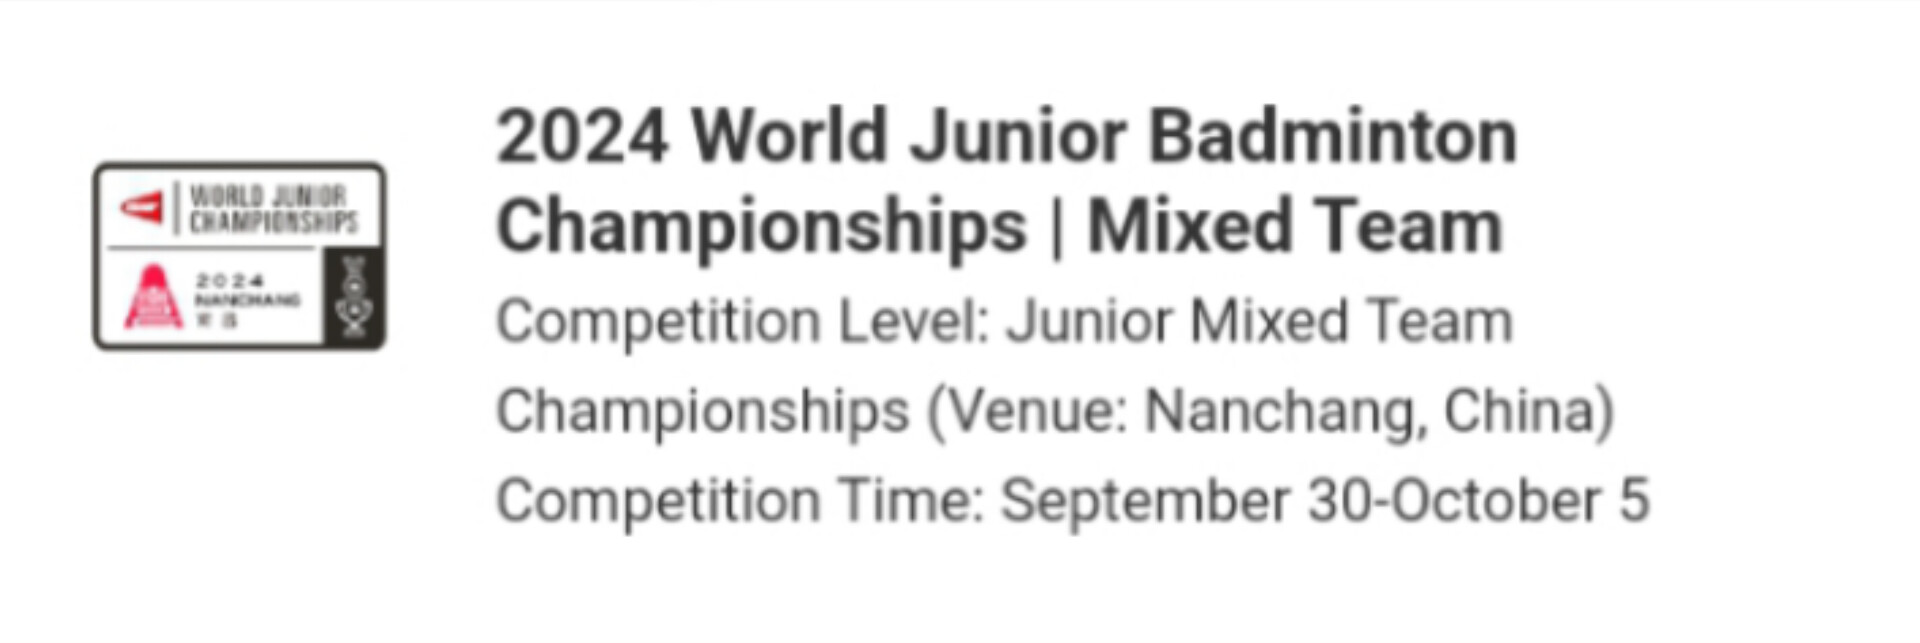 WORLD JUNIOR
CHAMPIONSHIPS
2024
NANCHANG
2024 World Junior Badminton
Championships | Mixed Team
Competition Level: Junior Mixed Team
Championships (Venue: Nanchang, China)
Competition Time: September 30-October 5